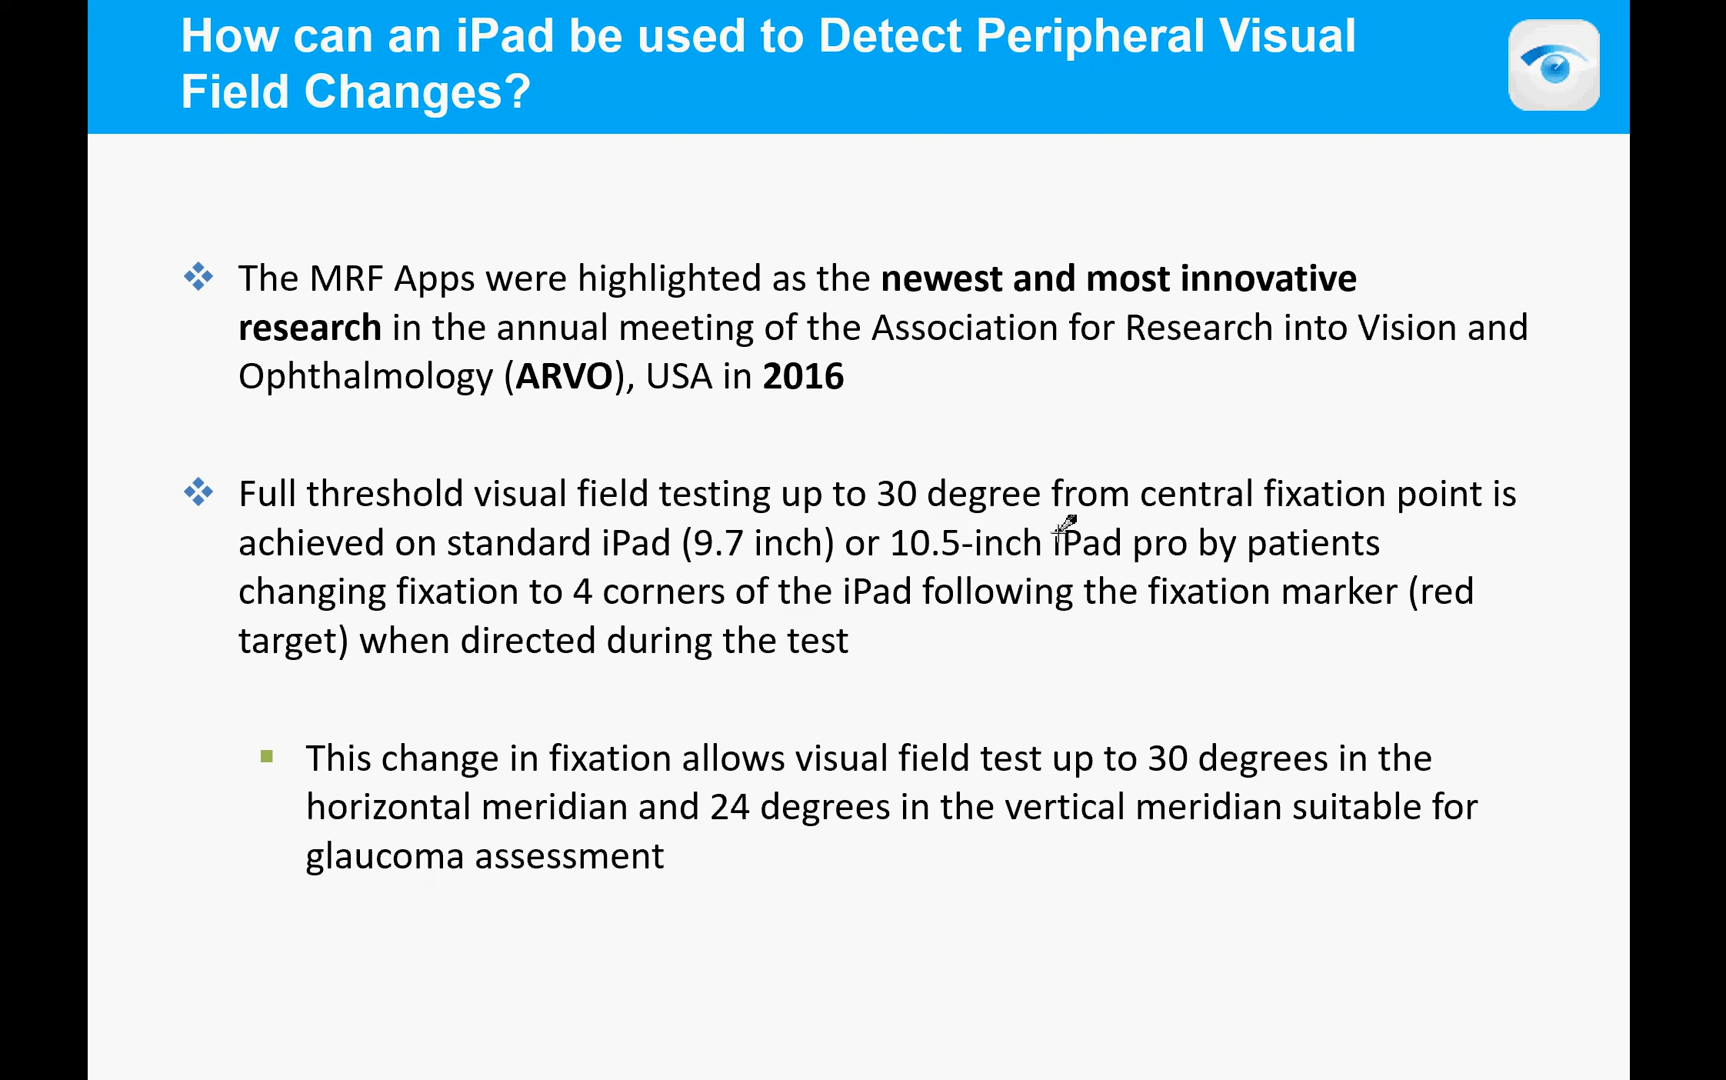 How can an iPad be used to Detect Peripheral Visual
Field Changes?
The MRF Apps were highlighted as the newest and most innovative
research in the annual meeting of the Association for Research into Vision and
Ophthalmology (ARVO), USA in 2016
Full threshold visual field testing up to 30 degree from central fixation point is
achieved on standard iPad (9.7 inch) or 10.5-inch iPad pro by patients
changing fixation to 4 corners of the iPad following the fixation marker (red
target) when directed during the test
This change in fixation allows visual field test up to 30 degrees in the
horizontal meridian and 24 degrees in the vertical meridian suitable for
glaucoma assessment